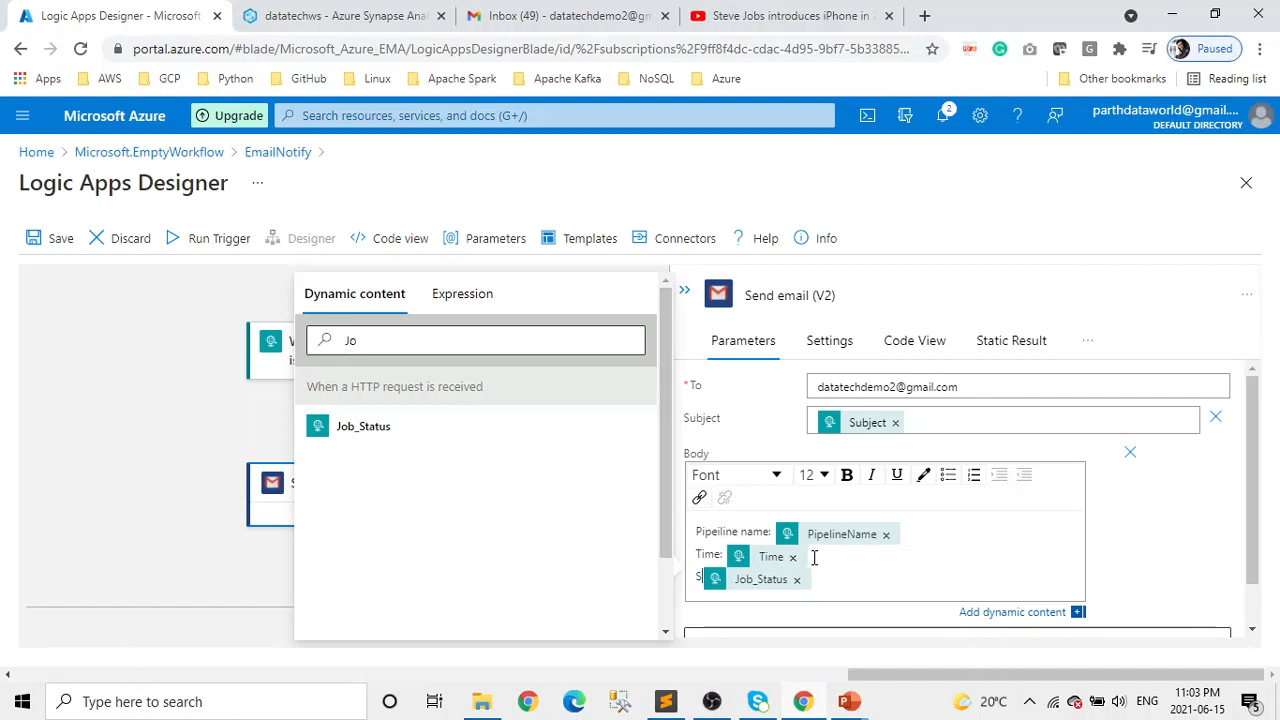 Logic Apps Designer - Microsoft
datatechws - Azure Synapse Anal
Inbox (49) - datatechdemo2@gma
Steve Jobs introduces iPhone in 2
portal.azure.com/#blade/Microsoft_Azure_EMA/LogicAppsDesignerBlade/id/%2Fsubscriptions%2F9ff8f4dc-cdac-4d95-9bf7-5b33885...
Paused
Apps
AWS
GCP
Python
GitHub
Linux
Apache Spark
Apache Kafka
NoSQL
Azure
Other bookmarks
Reading list
Microsoft Azure
Upgrade
Search resources, services, and docs (G+/)
2
parthdataworld@gmail....
DEFAULT DIRECTORY
Home > Microsoft.EmptyWorkflow > EmailNotify >
Logic Apps Designer ...
Save
Discard
Run Trigger
Designer
Code view
Parameters
Templates
Connectors
Help
Info
Dynamic content
Expression
Jo
When a HTTP request is received
Job_Status
Send email (V2)
Parameters
Settings
Code View
Static Result
* To
datatechdemo2@gmail.com
Subject
Subject ×
Body
Font
12
B I U
Pipeiline name: PipelineName ×
Time: Time ×
S Job_Status ×
Add dynamic content
Type here to search
20°C
ENG
11:03 PM
2021-06-15
5